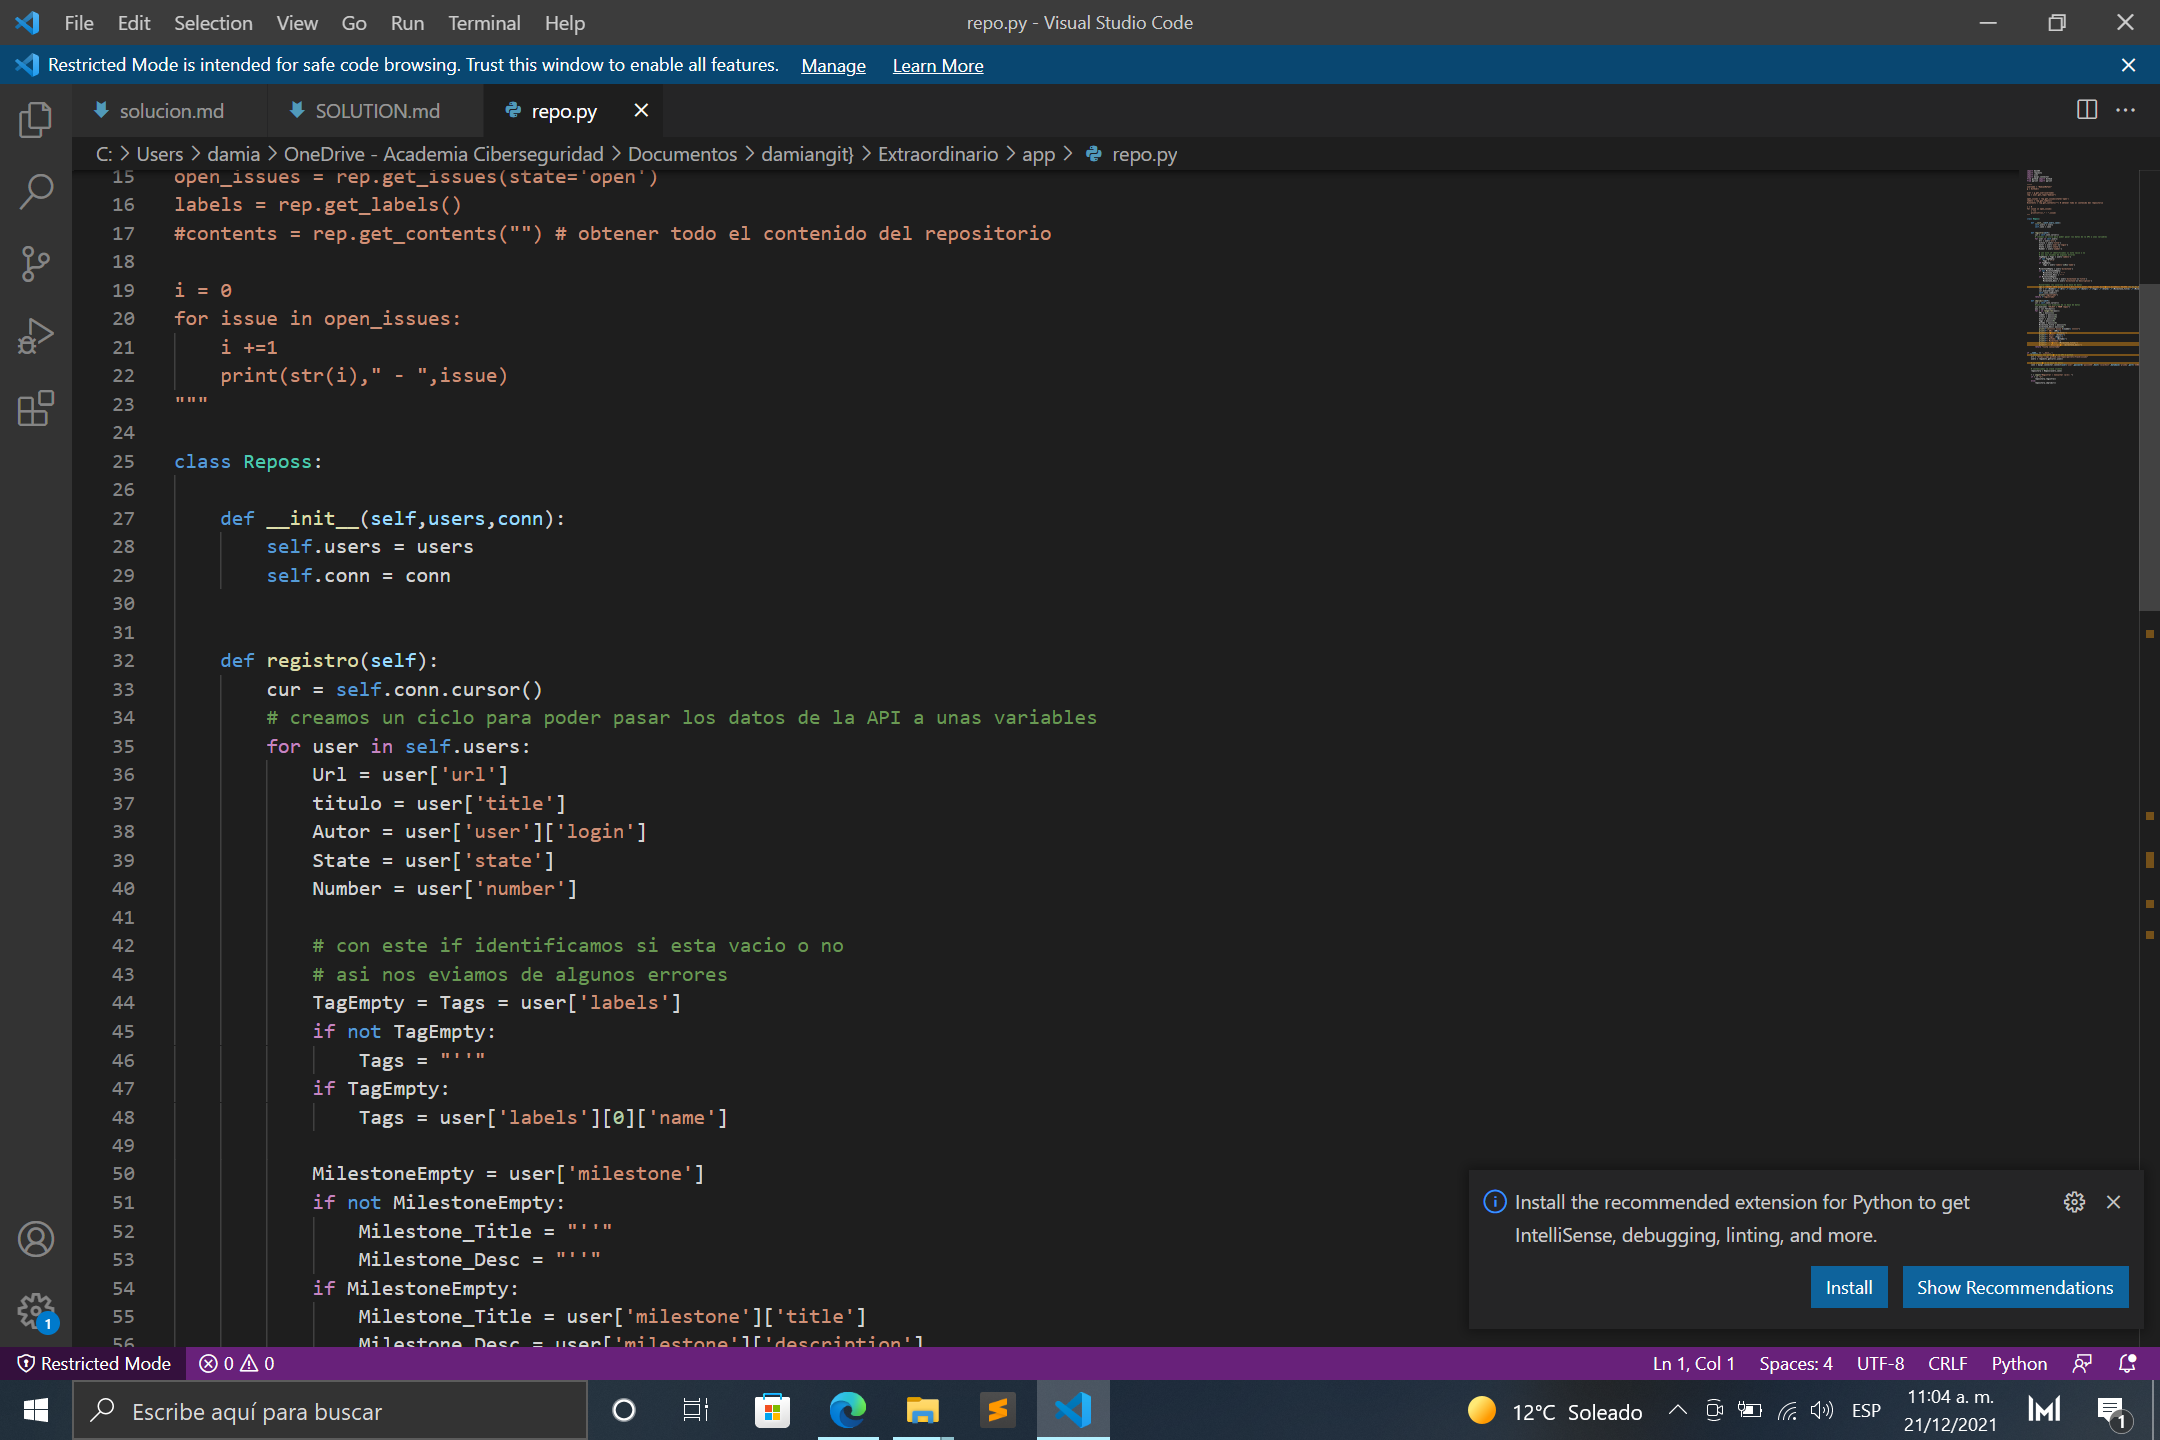 File Edit Selection View Go Run Terminal Help repo.py - Visual Studio Code
Restricted Mode is intended for safe code browsing. Trust this window to enable all features. Manage Learn More
solucion.md SOLUTION.md repo.py
C: > Users > damia > OneDrive - Academia Ciberseguridad > Documentos > damiangit} > Extraordinario > app > repo.py
15 open_issues = rep.get_issues(state='open')
16 labels = rep.get_labels()
17 #contents = rep.get_contents("") # obtener todo el contenido del repositorio
18
19 i = 0
20 for issue in open_issues:
21 i +=1
22 print(str(i)," - ",issue)
23 """
24
25 class Reposs:
26
27 def __init__(self,users,conn):
28 self.users = users
29 self.conn = conn
30
31
32 def registro(self):
33 cur = self.conn.cursor()
34 # creamos un ciclo para poder pasar los datos de la API a unas variables
35 for user in self.users:
36 Url = user['url']
37 titulo = user['title']
38 Autor = user['user']['login']
39 State = user['state']
40 Number = user['number']
41
42 # con este if identificamos si esta vacio o no
43 # asi nos eviamos de algunos errores
44 TagEmpty = Tags = user['labels']
45 if not TagEmpty:
46 Tags = "''"
47 if TagEmpty:
48 Tags = user['labels'][0]['name']
49
50 MilestoneEmpty = user['milestone']
51 if not MilestoneEmpty:
52 Milestone_Title = "''"
53 Milestone_Desc = "''"
54 if MilestoneEmpty:
55 Milestone_Title = user['milestone']['title']
56 Milestone_Desc = user['milestone']['description']
Install the recommended extension for Python to get
IntelliSense, debugging, linting, and more.
Install Show Recommendations
1
Restricted Mode 0 0 Ln 1, Col 1 Spaces: 4 UTF-8 CRLF Python
Escribe aquí para buscar 12°C Soleado ESP 11:04 a. m.
21/12/2021 1